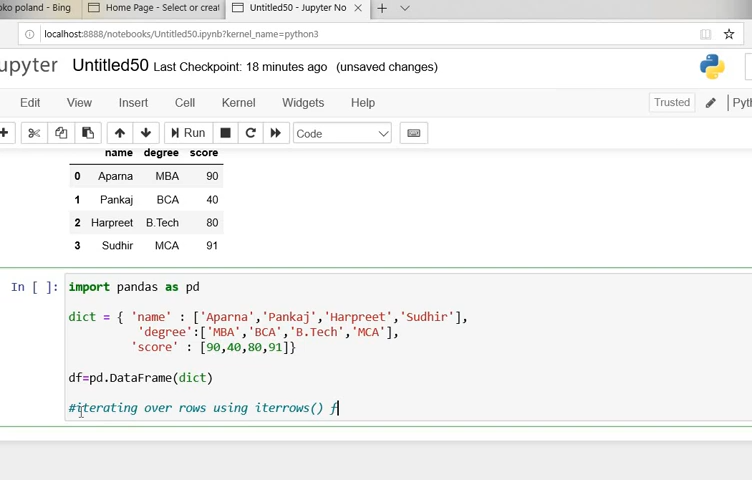 oko poland - Bing Home Page - Select or creat Untitled50 - Jupyter No
localhost:8888/notebooks/Untitled50.ipynb?kernel_name=python3
upyter Untitled50 Last Checkpoint: 18 minutes ago (unsaved changes)
Edit View Insert Cell Kernel Widgets Help Trusted Pyt
Run Code
name degree score
0 Aparna MBA 90
1 Pankaj BCA 40
2 Harpreet B.Tech 80
3 Sudhir MCA 91
In [ ]: import pandas as pd
dict = { 'name' : ['Aparna','Pankaj','Harpreet','Sudhir'],
'degree':['MBA','BCA','B.Tech','MCA'],
'score' : [90,40,80,91]}
df=pd.DataFrame(dict)
#iterating over rows using iterrows() f